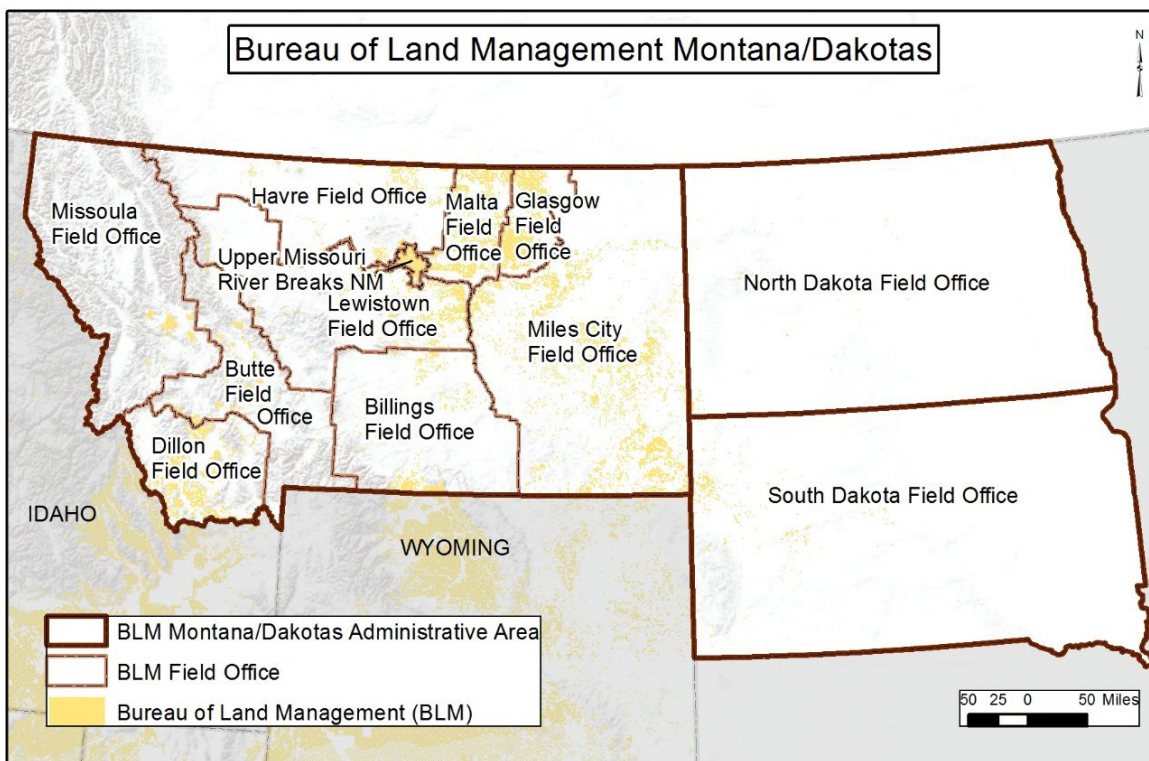 Bureau of Land Management Montana/Dakotas
N
Missoula
Field Office
Havre Field Office
Malta
Field
Office
Glasgow
Field
Office
Upper Missouri
River Breaks NM
Lewistown
Field Office
North Dakota Field Office
Miles City
Field Office
Butte
Field
Office
Billings
Field Office
Dillon
Field Office
South Dakota Field Office
IDAHO
WYOMING
BLM Montana/Dakotas Administrative Area
BLM Field Office
Bureau of Land Management (BLM)
50 25 0 50 Miles